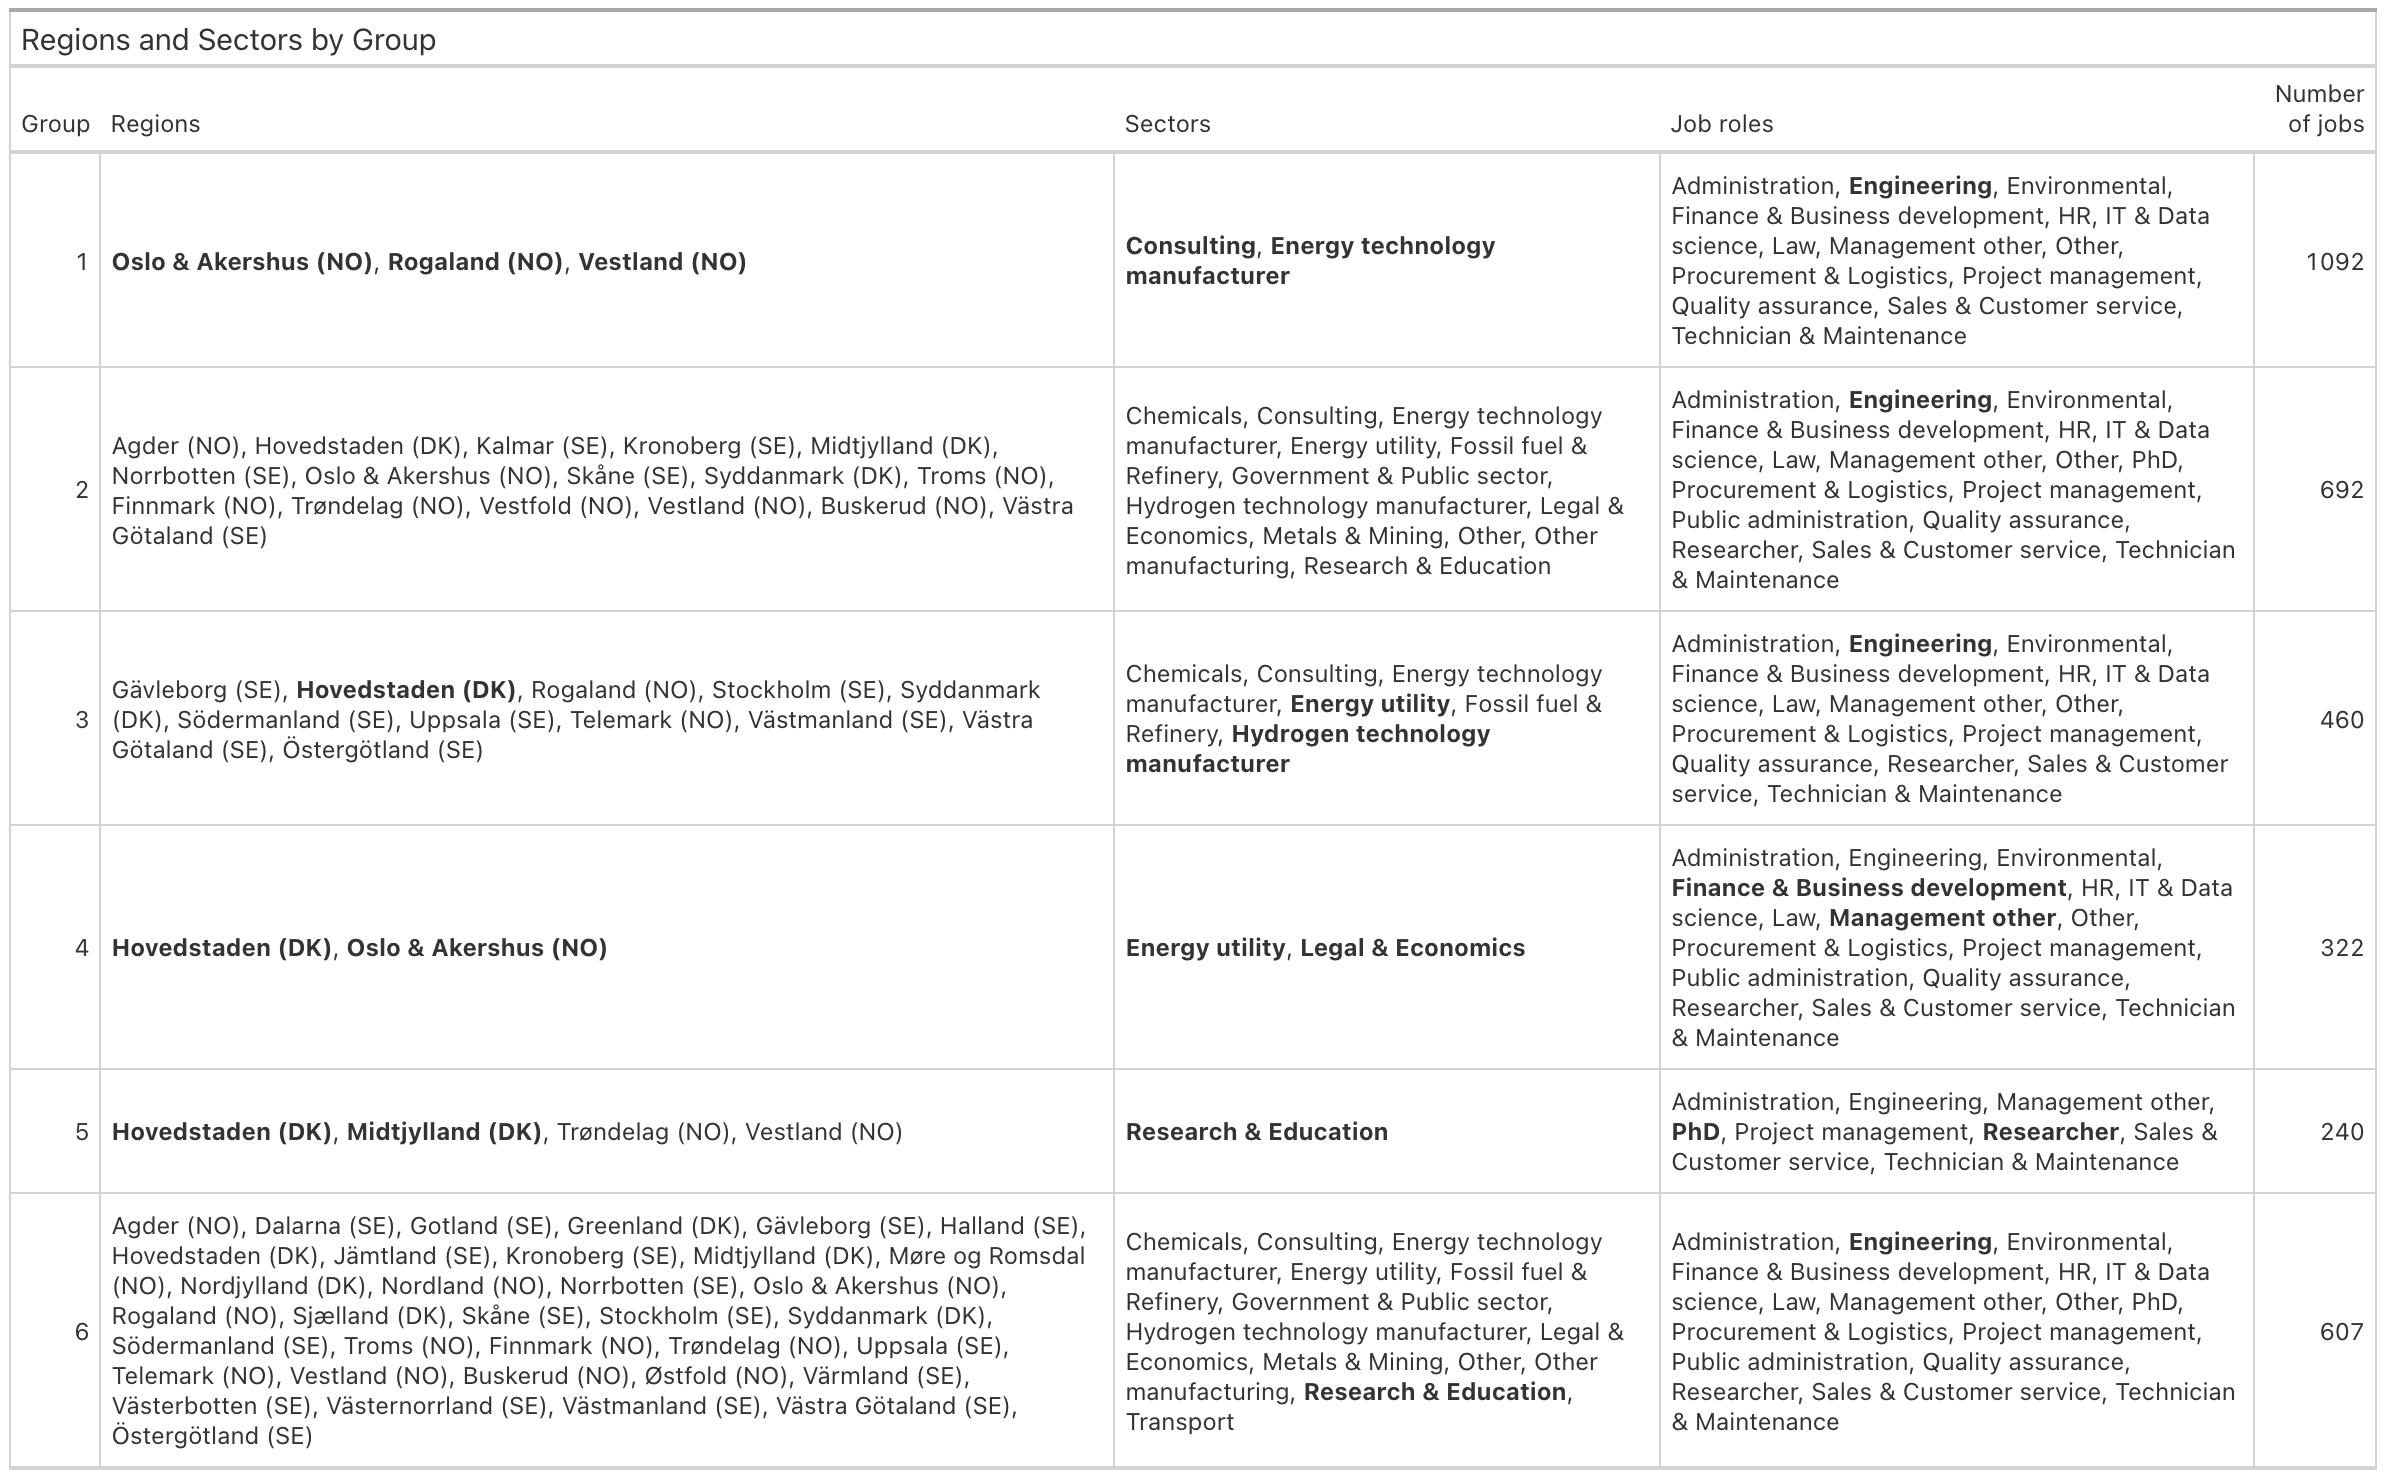 Regions and Sectors by Group
Group Regions Sectors Job roles Number of jobs
1
Oslo & Akershus (NO), Rogaland (NO), Vestland (NO)
Consulting, Energy technology
manufacturer
Administration, Engineering, Environmental,
Finance & Business development, HR, IT & Data
science, Law, Management other, Other,
Procurement & Logistics, Project management,
Quality assurance, Sales & Customer service,
Technician & Maintenance
1092
2
Agder (NO), Hovedstaden (DK), Kalmar (SE), Kronoberg (SE), Midtjylland (DK),
Norrbotten (SE), Oslo & Akershus (NO), Skåne (SE), Syddanmark (DK), Troms (NO),
Finnmark (NO), Trøndelag (NO), Vestfold (NO), Vestland (NO), Buskerud (NO), Västra
Götaland (SE)
Chemicals, Consulting, Energy technology
manufacturer, Energy utility, Fossil fuel &
Refinery, Government & Public sector,
Hydrogen technology manufacturer, Legal &
Economics, Metals & Mining, Other, Other
manufacturing, Research & Education
Administration, Engineering, Environmental,
Finance & Business development, HR, IT & Data
science, Law, Management other, Other, PhD,
Procurement & Logistics, Project management,
Public administration, Quality assurance,
Researcher, Sales & Customer service, Technician
& Maintenance
692
3
Gävleborg (SE), Hovedstaden (DK), Rogaland (NO), Stockholm (SE), Syddanmark
(DK), Södermanland (SE), Uppsala (SE), Telemark (NO), Västmanland (SE), Västra
Götaland (SE), Östergötland (SE)
Chemicals, Consulting, Energy technology
manufacturer, Energy utility, Fossil fuel &
Refinery, Hydrogen technology
manufacturer
Administration, Engineering, Environmental,
Finance & Business development, HR, IT & Data
science, Law, Management other, Other,
Procurement & Logistics, Project management,
Quality assurance, Researcher, Sales & Customer
service, Technician & Maintenance
460
4
Hovedstaden (DK), Oslo & Akershus (NO)
Energy utility, Legal & Economics
Administration, Engineering, Environmental,
Finance & Business development, HR, IT & Data
science, Law, Management other, Other,
Procurement & Logistics, Project management,
Public administration, Quality assurance,
Researcher, Sales & Customer service, Technician
& Maintenance
322
5
Hovedstaden (DK), Midtjylland (DK), Trøndelag (NO), Vestland (NO)
Research & Education
Administration, Engineering, Management other,
PhD, Project management, Researcher, Sales &
Customer service, Technician & Maintenance
240
6
Agder (NO), Dalarna (SE), Gotland (SE), Greenland (DK), Gävleborg (SE), Halland (SE),
Hovedstaden (DK), Jämtland (SE), Kronoberg (SE), Midtjylland (DK), Møre og Romsdal
(NO), Nordjylland (DK), Nordland (NO), Norrbotten (SE), Oslo & Akershus (NO),
Rogaland (NO), Sjælland (DK), Skåne (SE), Stockholm (SE), Syddanmark (DK),
Södermanland (SE), Troms (NO), Finnmark (NO), Trøndelag (NO), Uppsala (SE),
Telemark (NO), Vestland (NO), Buskerud (NO), Østfold (NO), Värmland (SE),
Västerbotten (SE), Västernorrland (SE), Västmanland (SE), Västra Götaland (SE),
Östergötland (SE)
Chemicals, Consulting, Energy technology
manufacturer, Energy utility, Fossil fuel &
Refinery, Government & Public sector,
Hydrogen technology manufacturer, Legal &
Economics, Metals & Mining, Other, Other
manufacturing, Research & Education,
Transport
Administration, Engineering, Environmental,
Finance & Business development, HR, IT & Data
science, Law, Management other, Other, PhD,
Procurement & Logistics, Project management,
Public administration, Quality assurance,
Researcher, Sales & Customer service, Technician
& Maintenance
607